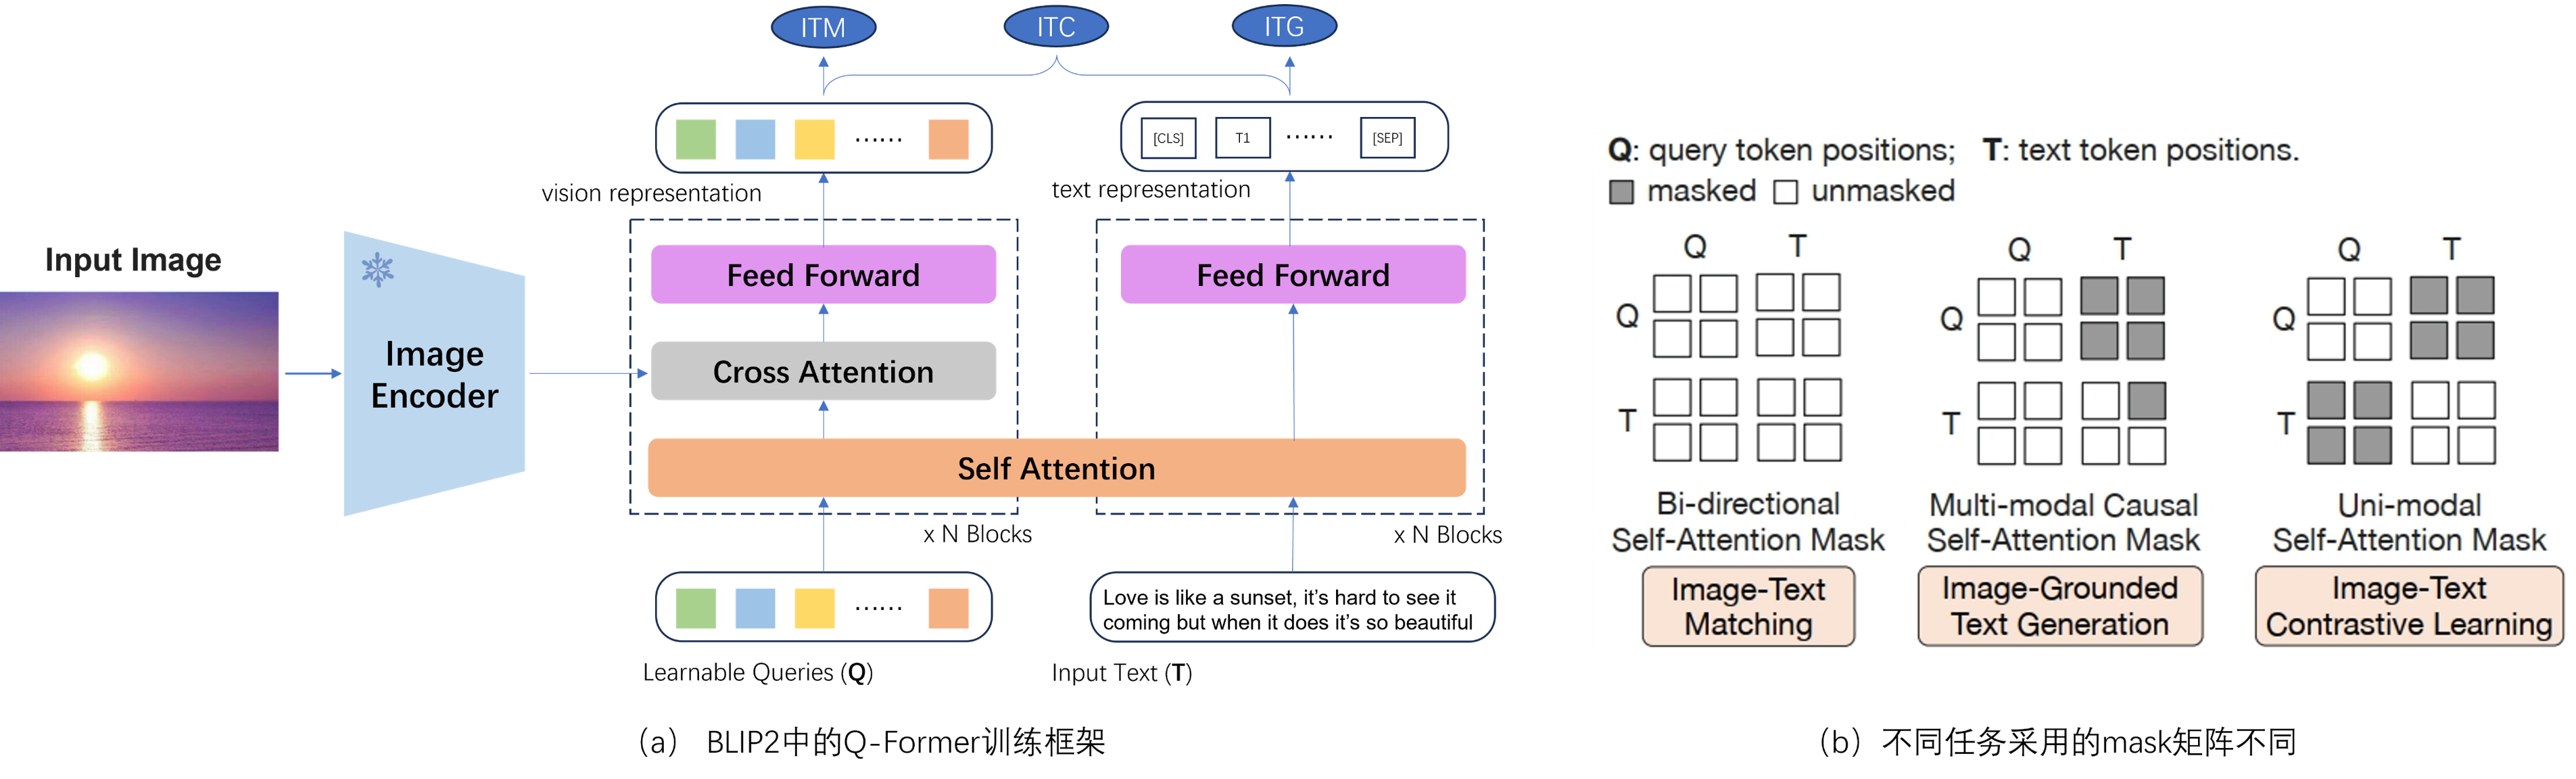 ITM
ITC
ITG
[CLS]
T1
······
[SEP]
······
vision representation
text representation
Input Image
Image
Encoder
Feed Forward
Feed Forward
Cross Attention
Self Attention
x N Blocks
x N Blocks
······
Love is like a sunset, it's hard to see it
coming but when it does it's so beautiful
Learnable Queries (Q)
Input Text (T)
（a） BLIP2中的Q-Former训练框架
Q: query token positions; T: text token positions.
masked unmasked
Q T
Q
T
Bi-directional
Self-Attention Mask
Image-Text
Matching
Q T
Q
T
Multi-modal Causal
Self-Attention Mask
Image-Grounded
Text Generation
Q T
Q
T
Uni-modal
Self-Attention Mask
Image-Text
Contrastive Learning
（b）不同任务采用的mask矩阵不同